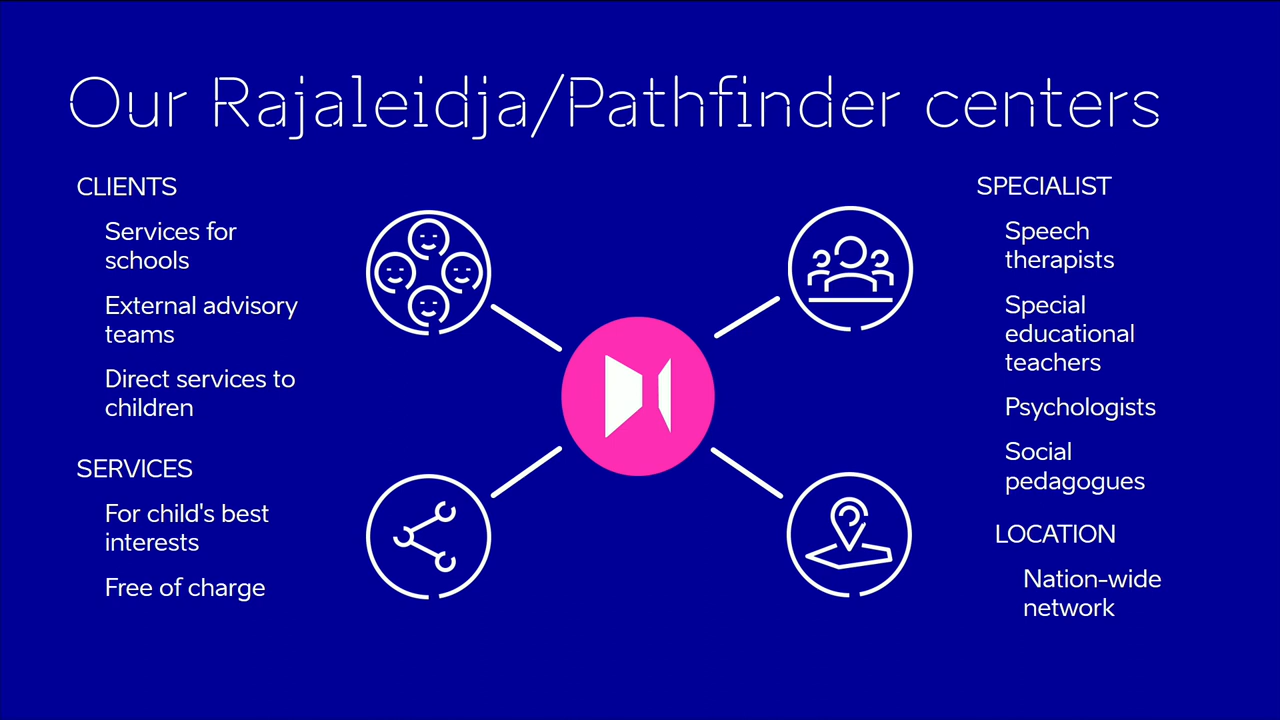 Our Rajaleidja/Pathfinder centers
CLIENTS
Services for
schools
External advisory
teams
Direct services to
children
SERVICES
For child's best
interests
Free of charge
SPECIALIST
Speech
therapists
Special
educational
teachers
Psychologists
Social
pedagogues
LOCATION
Nation-wide
network